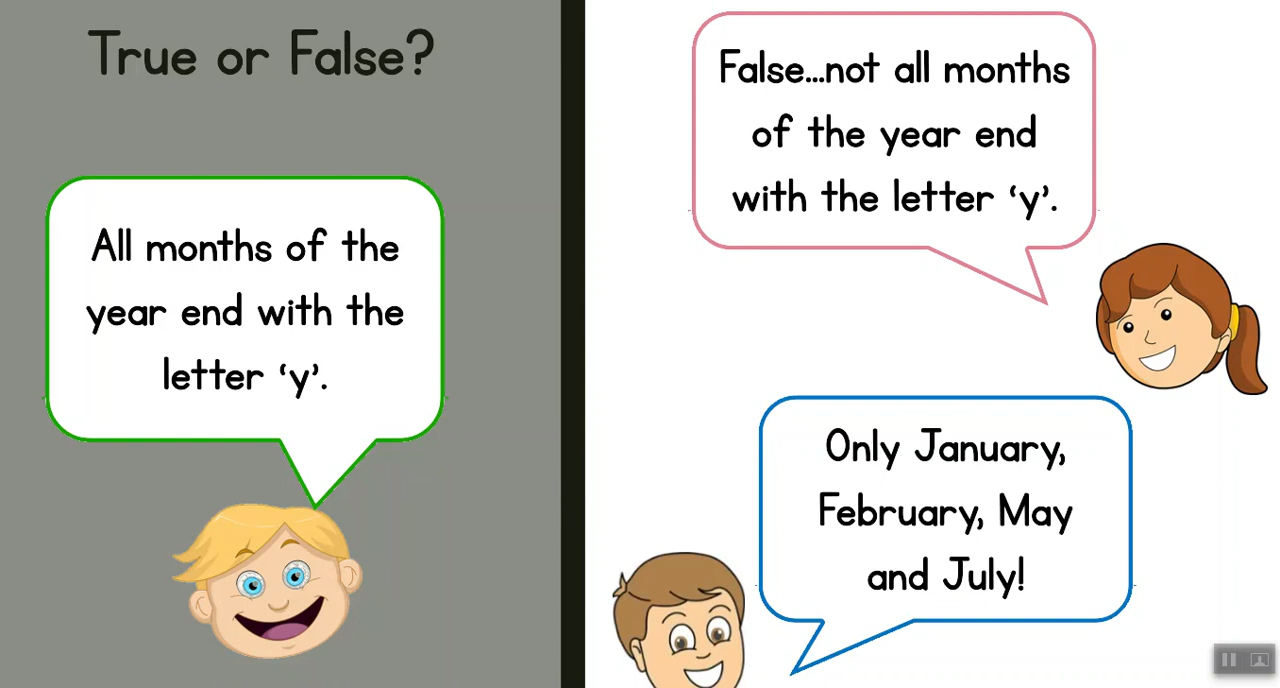 True or False?
All months of the
year end with the
letter ‘y’.
False...not all months
of the year end
with the letter ‘y’.
Only January,
February, May
and July!